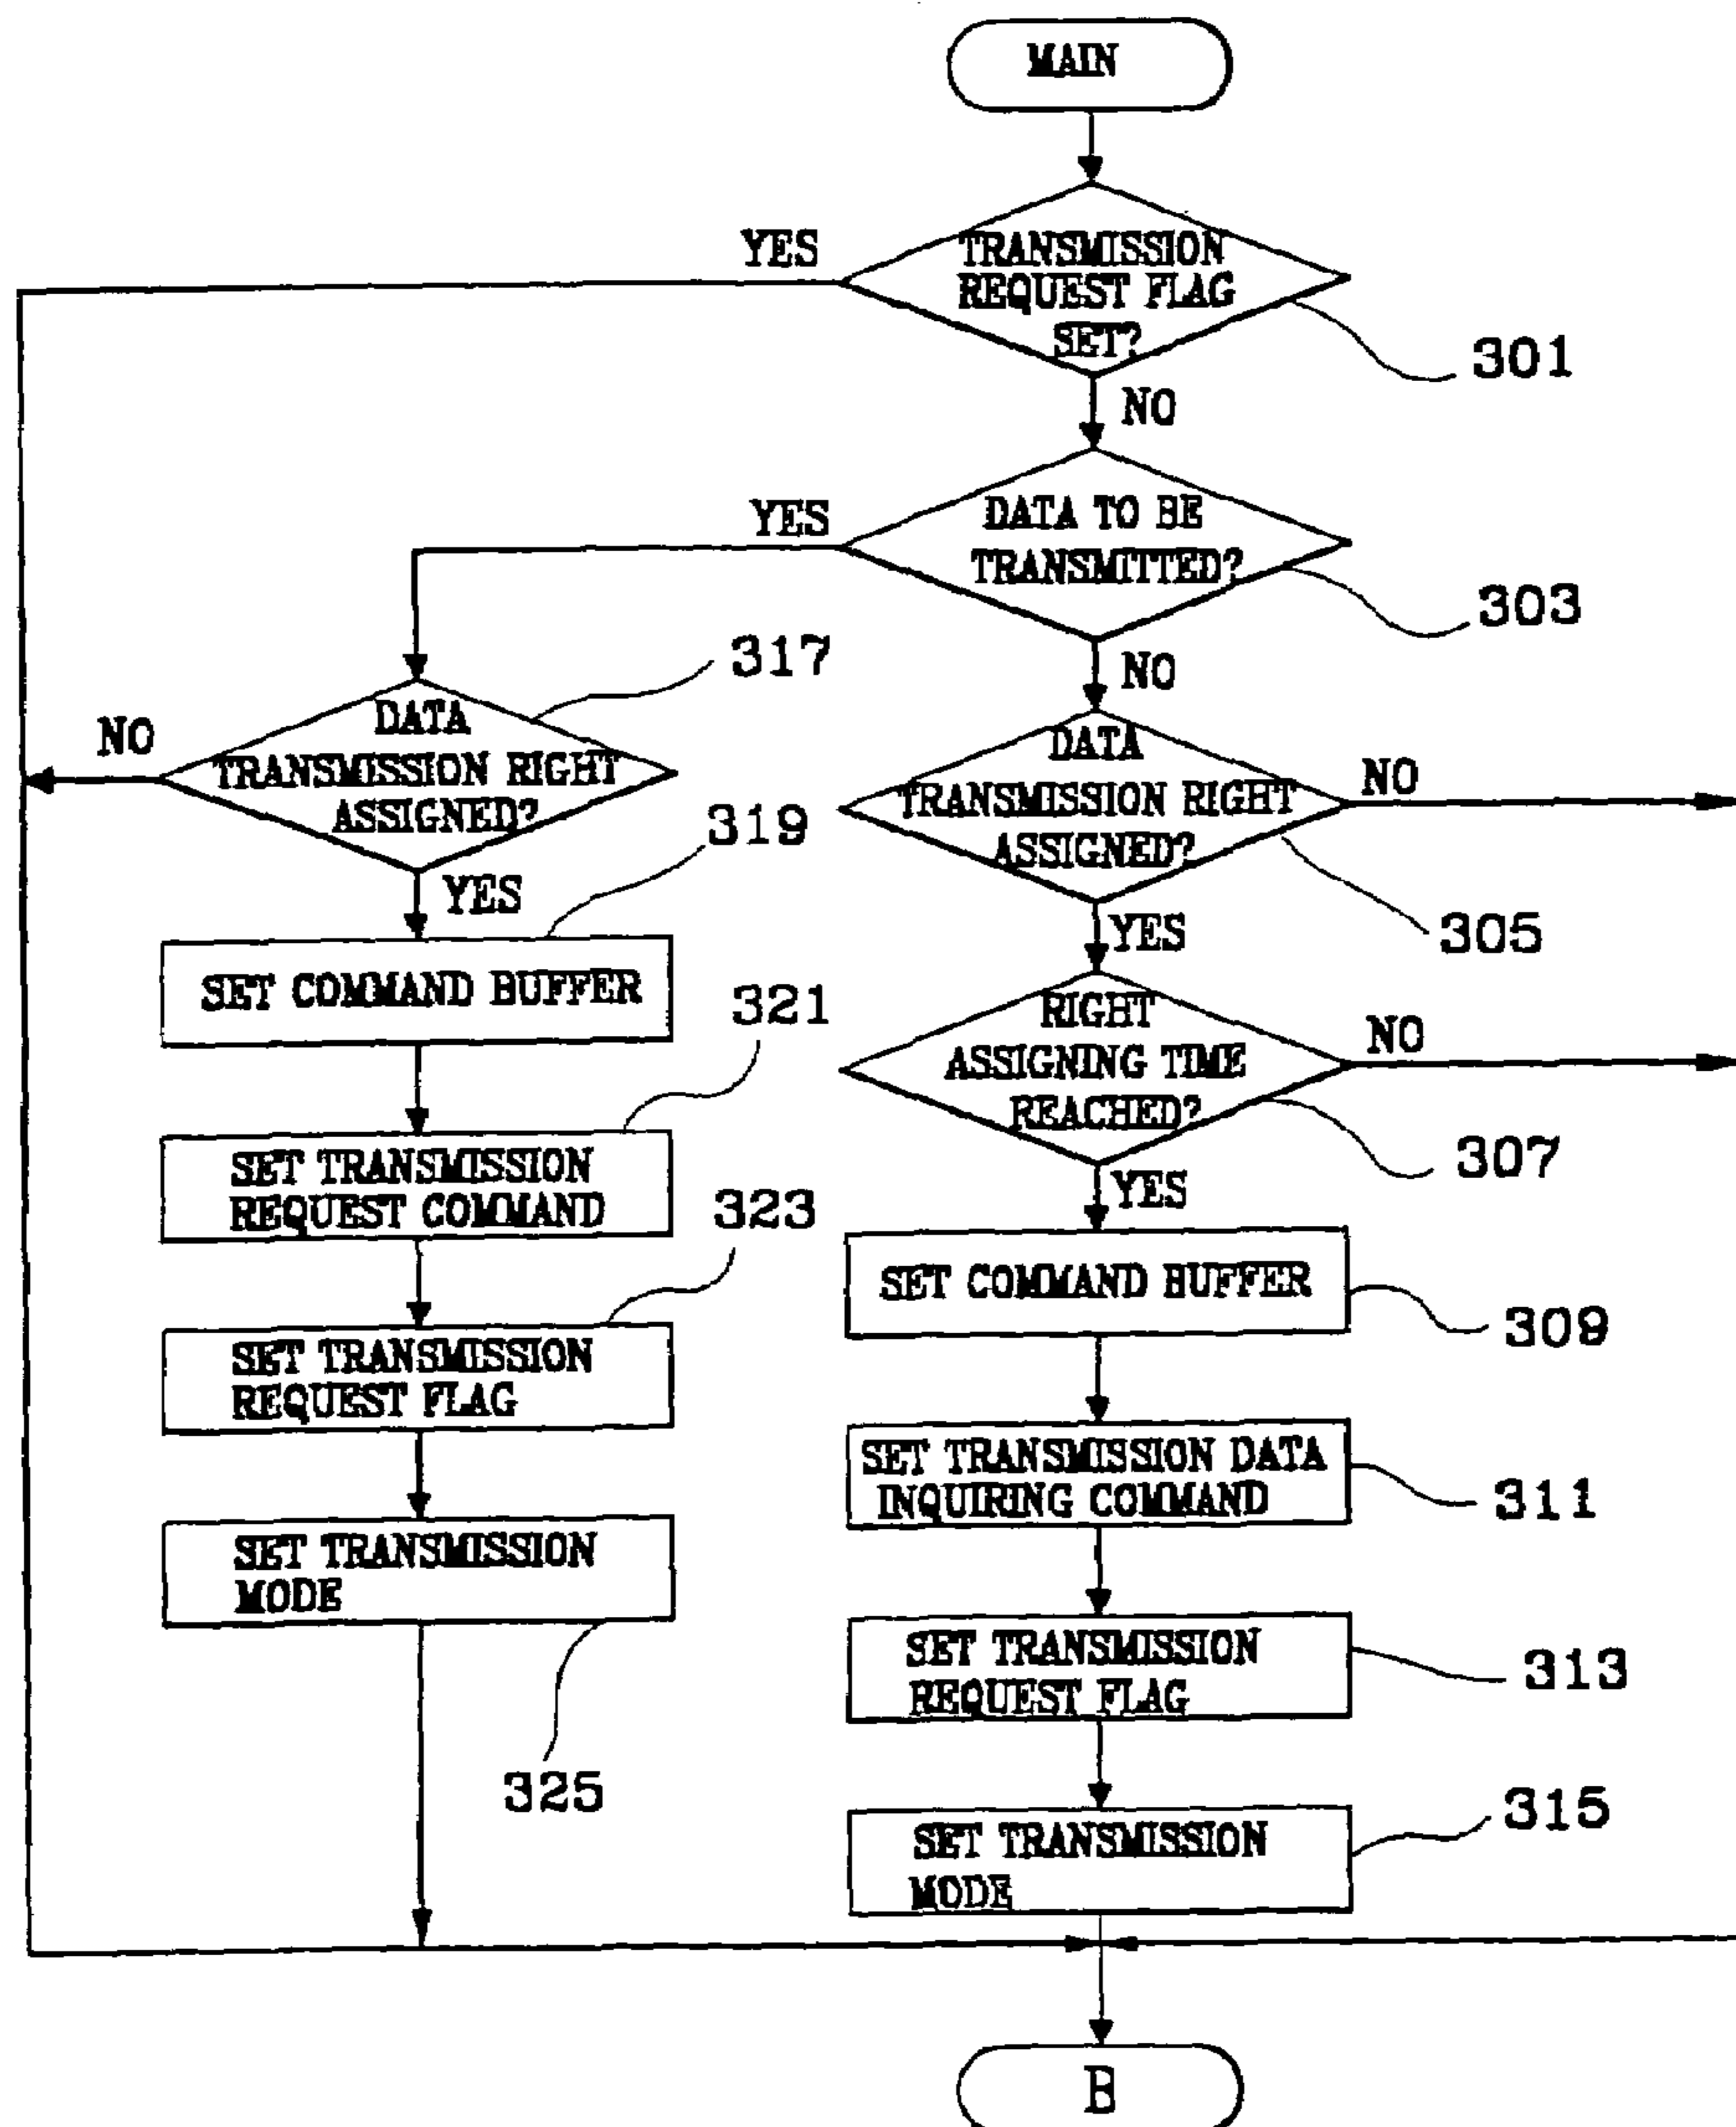 MAIN
YES
TRANSMISSION
REQUEST FLAG
SET?
301
NO
YES
DATA TO BE
TRANSMITTED?
303
NO
317
DATA
TRANSMISSION RIGHT
ASSIGNED?
NO
YES
319
SET COMMAND BUFFER
321
SET TRANSMISSION
REQUEST COMMAND
323
SET TRANSMISSION
REQUEST FLAG
SET TRANSMISSION
MODE
325
DATA
TRANSMISSION RIGHT
ASSIGNED?
NO
305
YES
RIGHT
ASSIGNING TIME
REACHED?
NO
307
YES
SET COMMAND BUFFER
309
SET TRANSMISSION DATA
INQUIRING COMMAND
311
SET TRANSMISSION
REQUEST FLAG
313
SET TRANSMISSION
MODE
315
B